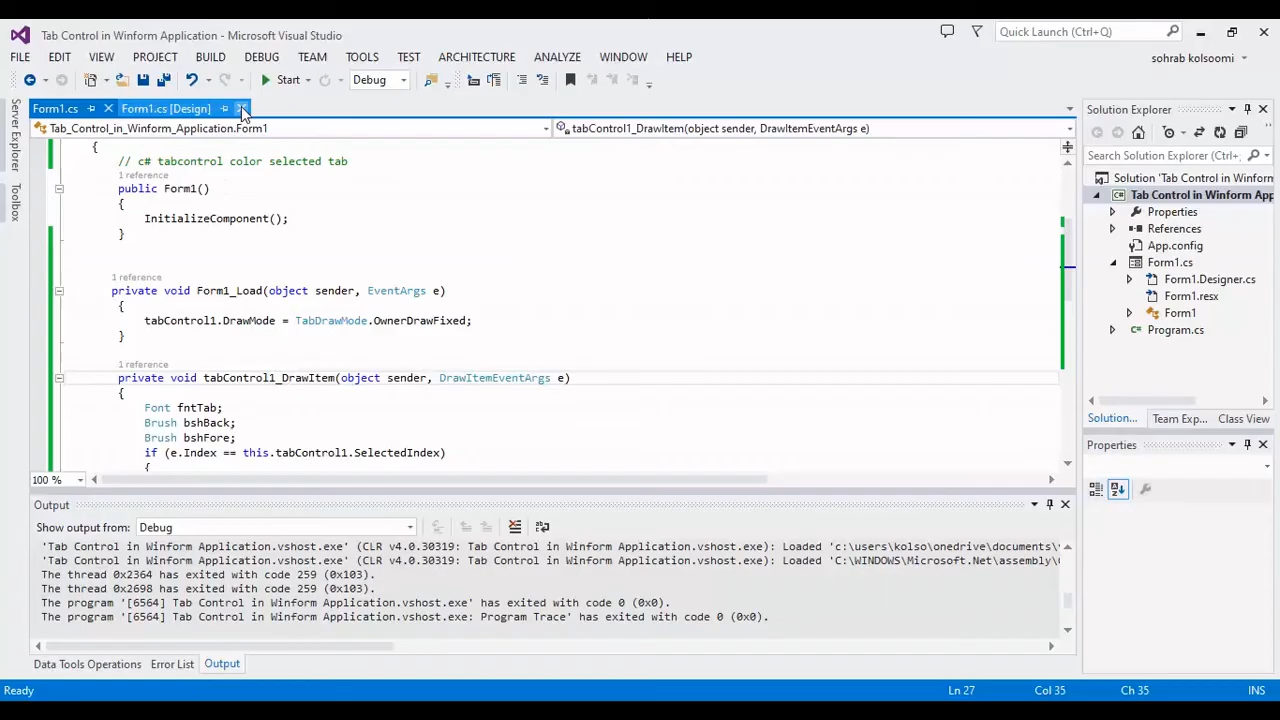 Tab Control in Winform Application - Microsoft Visual Studio
Quick Launch (Ctrl+Q)
FILE EDIT VIEW PROJECT BUILD DEBUG TEAM TOOLS TEST ARCHITECTURE ANALYZE WINDOW HELP
sohrab kolsoomi
Start Debug
Server Explorer
Toolbox
Form1.cs Form1.cs [Design]
Tab_Control_in_Winform_Application.Form1 tabControl1_DrawItem(object sender, DrawItemEventArgs e)
{
// c# tabcontrol color selected tab
1 reference
public Form1()
{
InitializeComponent();
}
1 reference
private void Form1_Load(object sender, EventArgs e)
{
tabControl1.DrawMode = TabDrawMode.OwnerDrawFixed;
}
1 reference
private void tabControl1_DrawItem(object sender, DrawItemEventArgs e)
{
Font fntTab;
Brush bshBack;
Brush bshFore;
if (e.Index == this.tabControl1.SelectedIndex)
{
100 %
Solution Explorer
Search Solution Explorer (Ctrl+;
Solution 'Tab Control in Winform
Tab Control in Winform App
Properties
References
App.config
Form1.cs
Form1.Designer.cs
Form1.resx
Form1
Program.cs
Solution... Team Exp... Class View
Properties
Output
Show output from: Debug
'Tab Control in Winform Application.vshost.exe' (CLR v4.0.30319: Tab Control in Winform Application.vshost.exe): Loaded 'c:\users\kolso\onedrive\documents\
'Tab Control in Winform Application.vshost.exe' (CLR v4.0.30319: Tab Control in Winform Application.vshost.exe): Loaded 'C:\WINDOWS\Microsoft.Net\assembly\
The thread 0x2364 has exited with code 259 (0x103).
The thread 0x2698 has exited with code 259 (0x103).
The program '[6564] Tab Control in Winform Application.vshost.exe' has exited with code 0 (0x0).
The program '[6564] Tab Control in Winform Application.vshost.exe: Program Trace' has exited with code 0 (0x0).
Data Tools Operations Error List Output
Ready Ln 27 Col 35 Ch 35 INS